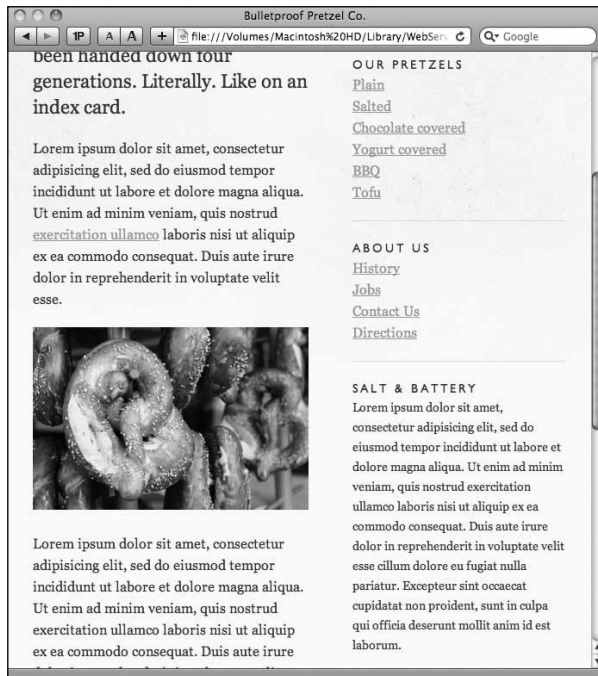 Bulletproof Pretzel Co.
1P A A + file:///Volumes/Macintosh%20HD/Library/WebServ Google
been handed down four
generations. Literally. Like on an
index card.
Lorem ipsum dolor sit amet, consectetur
adipisicing elit, sed do eiusmod tempor
incididunt ut labore et dolore magna aliqua.
Ut enim ad minim veniam, quis nostrud
exercitation ullamco laboris nisi ut aliquip
ex ea commodo consequat. Duis aute irure
dolor in reprehenderit in voluptate velit
esse.
Lorem ipsum dolor sit amet, consectetur
adipisicing elit, sed do eiusmod tempor
incididunt ut labore et dolore magna aliqua.
Ut enim ad minim veniam, quis nostrud
exercitation ullamco laboris nisi ut aliquip
ex ea commodo consequat. Duis aute irure
OUR PRETZELS
Plain
Salted
Chocolate covered
Yogurt covered
BBQ
Tofu
ABOUT US
History
Jobs
Contact Us
Directions
SALT & BATTERY
Lorem ipsum dolor sit amet,
consectetur adipisicing elit, sed do
eiusmod tempor incididunt ut labore et
dolore magna aliqua. Ut enim ad minim
veniam, quis nostrud exercitation
ullamco laboris nisi ut aliquip ex ea
commodo consequat. Duis aute irure
dolor in reprehenderit in voluptate velit
esse cillum dolore eu fugiat nulla
pariatur. Excepteur sint occaecat
cupidatat non proident, sunt in culpa
qui officia deserunt mollit anim id est
laborum.